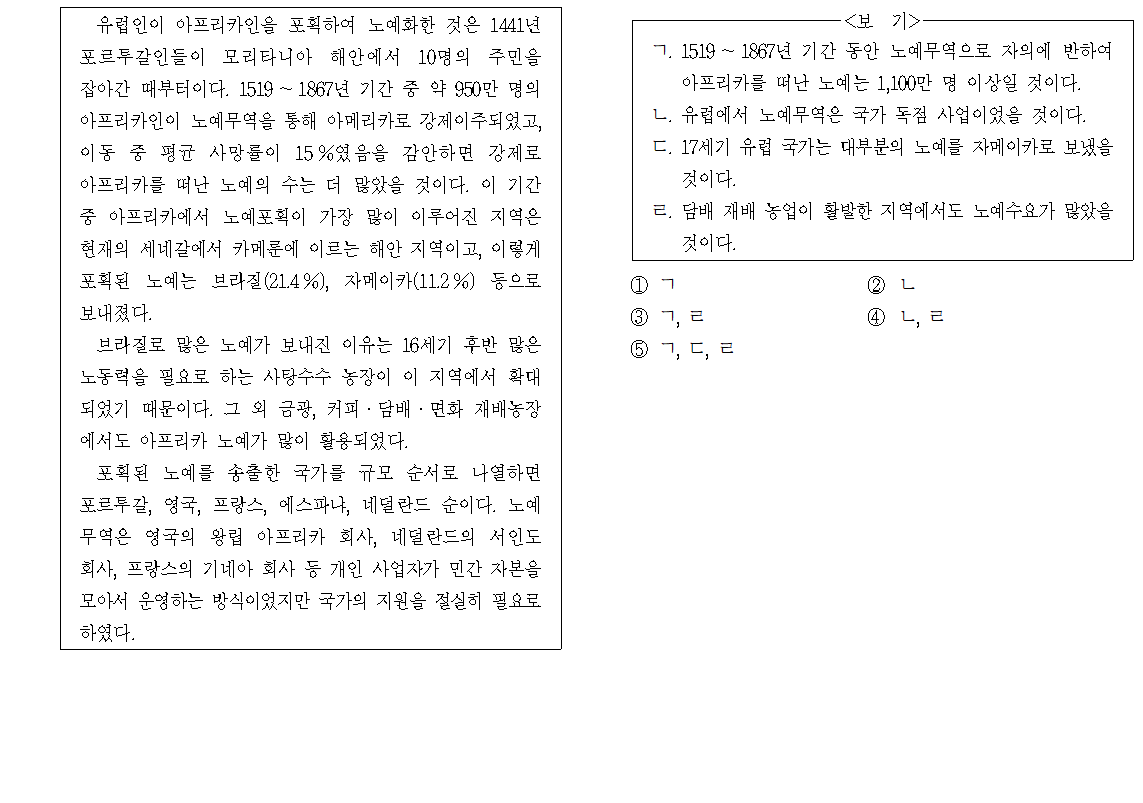 유럽인이 아프리카인을 포획하여 노예화한 것은 1441년
포르투갈인들이 모리타니아 해안에서 10명의 주민을
잡아간 때부터이다. 1519 ~ 1867년 기간 중 약 950만 명의
아프리카인이 노예무역을 통해 아메리카로 강제이주되었고,
이동 중 평균 사망률이 15 %였음을 감안하면 강제로
아프리카를 떠난 노예의 수는 더 많았을 것이다. 이 기간
중 아프리카에서 노예포획이 가장 많이 이루어진 지역은
현재의 세네갈에서 카메룬에 이르는 해안 지역이고, 이렇게
포획된 노예는 브라질(21.4 %), 자메이카(11.2 %) 등으로
보내졌다.
브라질로 많은 노예가 보내진 이유는 16세기 후반 많은
노동력을 필요로 하는 사탕수수 농장이 이 지역에서 확대
되었기 때문이다. 그 외 금광, 커피 · 담배 · 면화 재배농장
에서도 아프리카 노예가 많이 활용되었다.
포획된 노예를 송출한 국가를 규모 순서로 나열하면
포르투갈, 영국, 프랑스, 에스파냐, 네덜란드 순이다. 노예
무역은 영국의 왕립 아프리카 회사, 네덜란드의 서인도
회사, 프랑스의 기네아 회사 등 개인 사업자가 민간 자본을
모아서 운영하는 방식이었지만 국가의 지원을 절실히 필요로
하였다.
<보 기>
ㄱ. 1519 ~ 1867년 기간 동안 노예무역으로 자의에 반하여
아프리카를 떠난 노예는 1,100만 명 이상일 것이다.
ㄴ. 유럽에서 노예무역은 국가 독점 사업이었을 것이다.
ㄷ. 17세기 유럽 국가는 대부분의 노예를 자메이카로 보냈을
것이다.
ㄹ. 담배 재배 농업이 활발한 지역에서도 노예수요가 많았을
것이다.
① ㄱ ② ㄴ
③ ㄱ, ㄹ ④ ㄴ, ㄹ
⑤ ㄱ, ㄷ, ㄹ